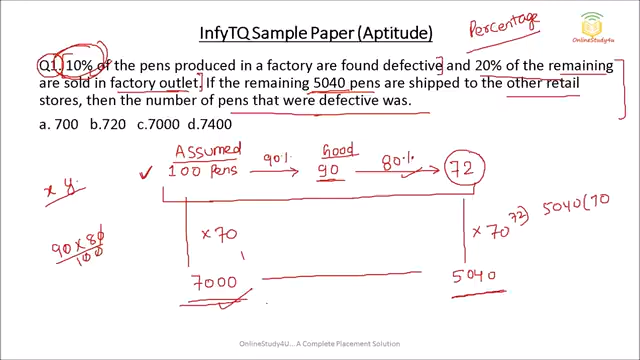 InfyTQ Sample Paper (Aptitude)
Percentage
OnlineStudy4u
Q1. 10% of the pens produced in a factory are found defective and 20% of the remaining
are sold in factory outlet. If the remaining 5040 pens are shipped to the other retail
stores, then the number of pens that were defective was.
a. 700 b.720 c.7000 d.7400
Assumed
100 Pens
90%
Good
90
80%
72
x y
90 x 80
100
x 70
x 70
72) 5040 (70
7000
5040
OnlineStudy4U... A Complete Placement Solution